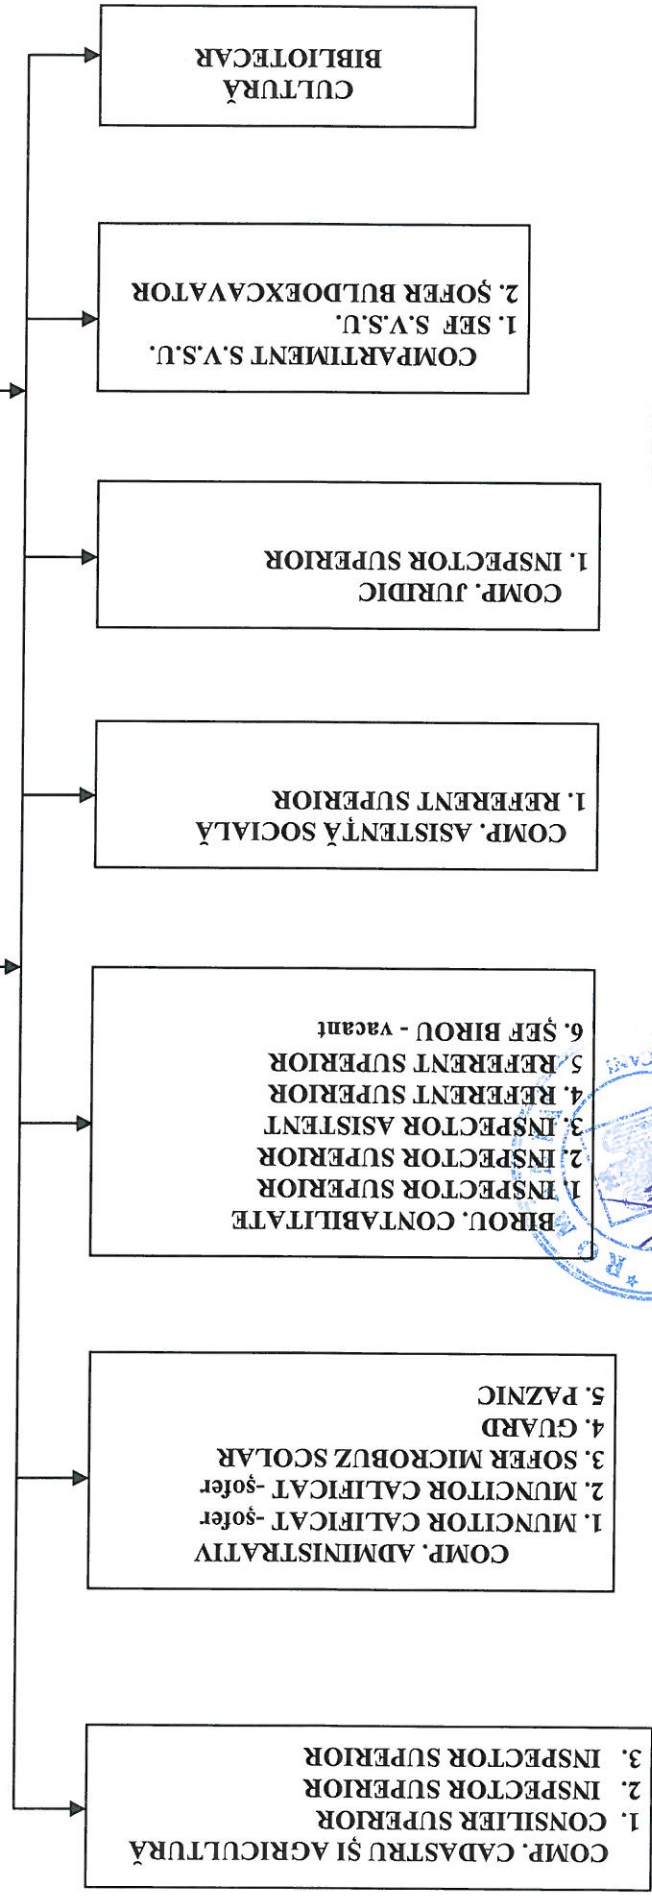 COMP. CADASTRU ȘI AGRICULTURĂ
1. CONSILIER SUPERIOR
2. INSPECTOR SUPERIOR
3. INSPECTOR SUPERIOR
COMP. ADMINISTRATIV
1. MUNCITOR CALIFICAT -șofer
2. MUNCITOR CALIFICAT -șofer
3. SOFER MICROBUZ SCOLAR
4. GUARD
5. PAZNIC
BIROU. CONTABILITATE
1. INSPECTOR SUPERIOR
2. INSPECTOR SUPERIOR
3. INSPECTOR ASISTENT
4. REFERENT SUPERIOR
5 REFERENT SUPERIOR
6. ȘEF BIROU - vacant
COMP. ASISTENȚĂ SOCIALĂ
1. REFERENT SUPERIOR
COMP. JURIDIC
1. INSPECTOR SUPERIOR
COMPARTIMENT S.V.S.U.
1. SEF S.V.S.U.
2. ȘOFER BULDOEXCAVATOR
CULTURĂ
BIBLIOTECAR